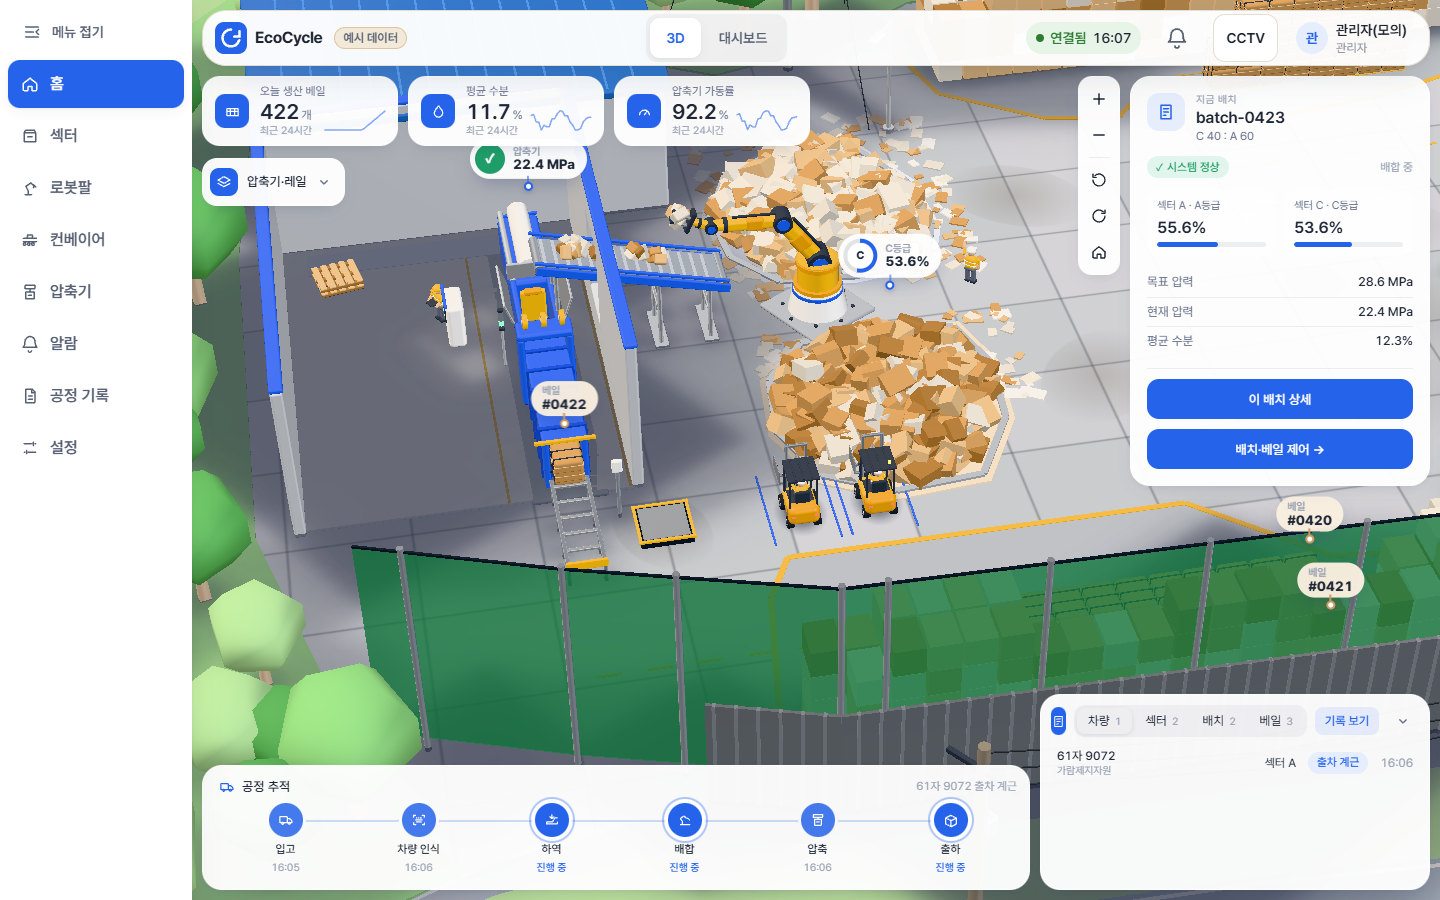 메뉴 접기
홈
섹터
로봇팔
컨베이어
압축기
알람
공정 기록
설정
EcoCycle
예시 데이터
3D
대시보드
연결됨 16:07
CCTV
관
관리자(모의)
관리자
오늘 생산 베일
422개
최근 24시간
평균 수분
11.7%
최근 24시간
압축기 가동률
92.2%
최근 24시간
압축기·레일
압축기
22.4 MPa
C
C등급
53.6%
베일
#0422
베일
#0420
베일
#0421
지금 배치
batch-0423
C 40 : A 60
✓ 시스템 정상
배합 중
섹터 A · A등급
55.6%
섹터 C · C등급
53.6%
목표 압력 28.6 MPa
현재 압력 22.4 MPa
평균 수분 12.3%
이 배치 상세
배치·베일 제어 →
공정 추적
61자 9072 출차 계근
입고
16:05
차량 인식
16:06
하역
진행 중
배합
진행 중
압축
16:06
출하
진행 중
차량 1
섹터 2
배치 2
베일 3
기록 보기
61자 9072
가람제지자원
섹터 A
출차 계근
16:06